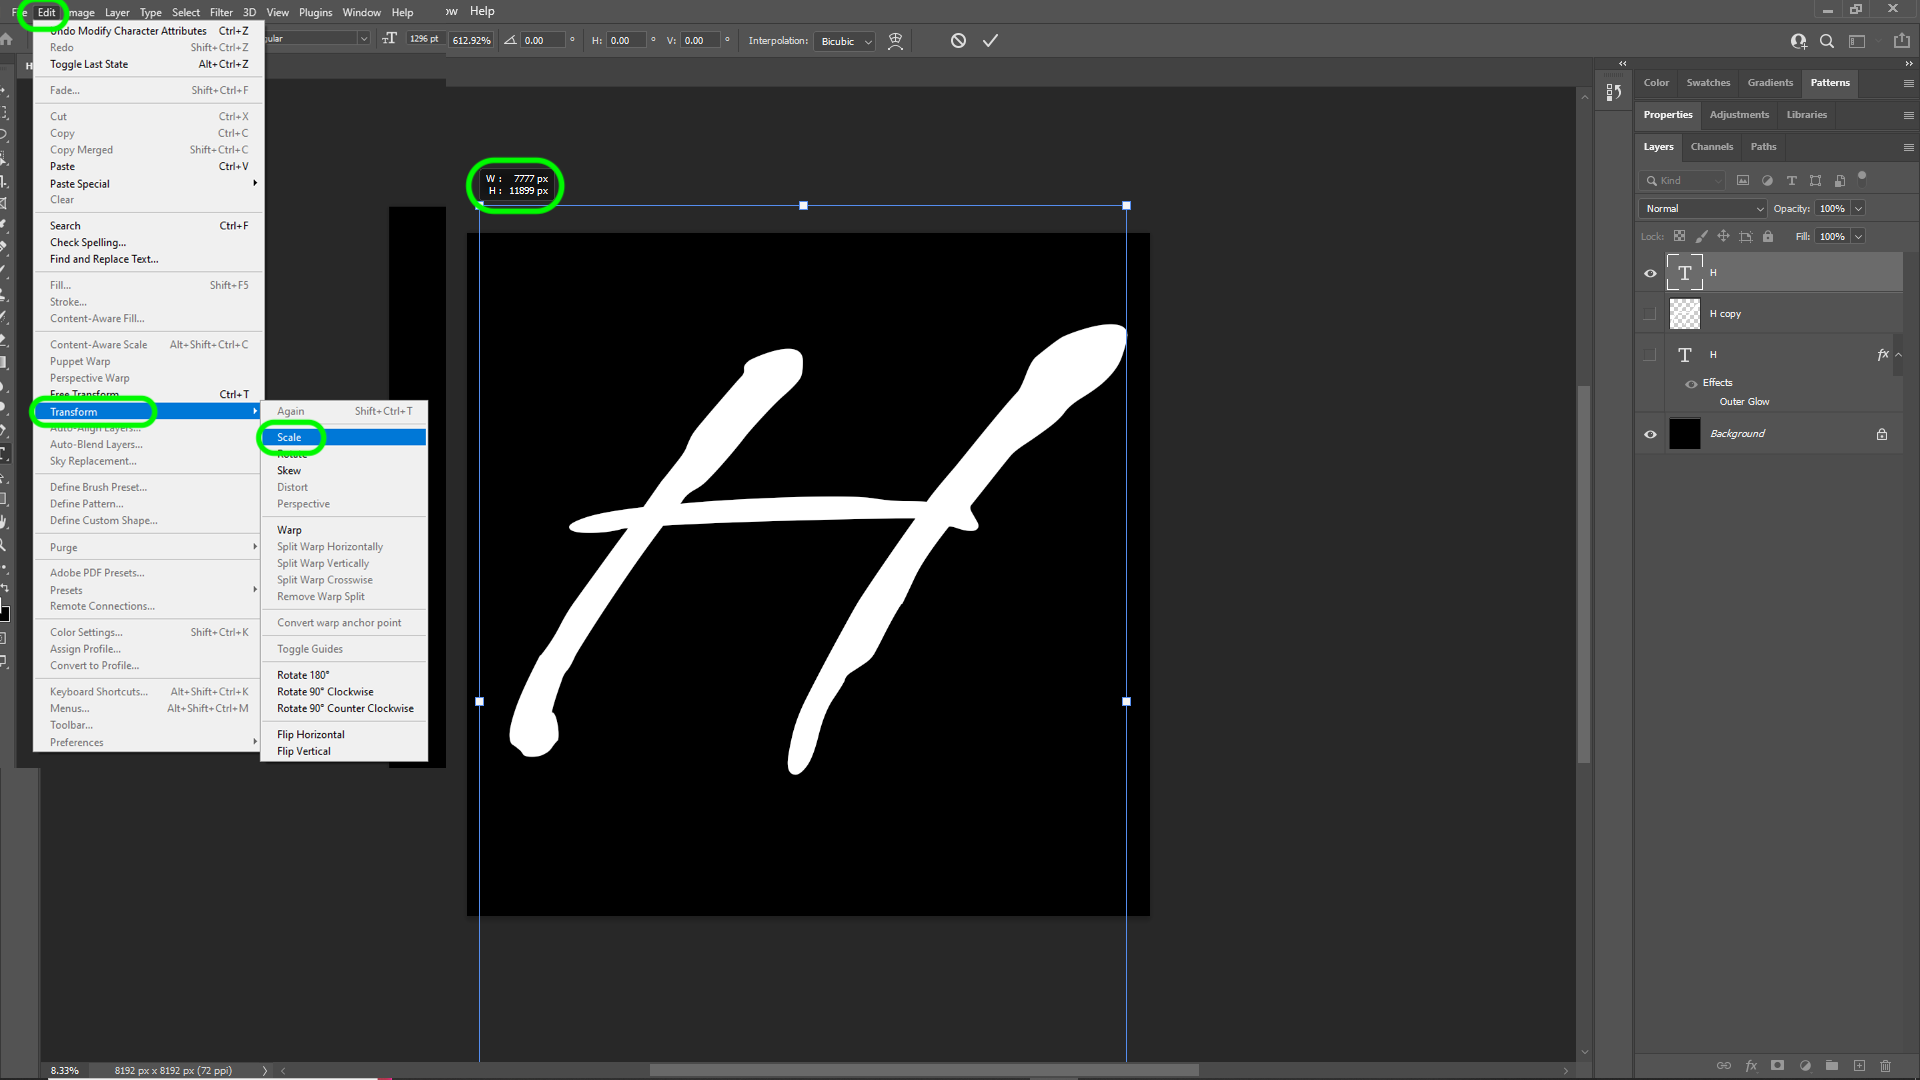 Edit
Image
Layer
Type
Select
Filter
3D
View
Plugins
Window
Help
Help
1296 pt
612.92%
0.00 °
H: 0.00 °
V: 0.00 °
Interpolation: Bicubic
Undo Modify Character Attributes Ctrl+Z
Redo Shift+Ctrl+Z
Toggle Last State Alt+Ctrl+Z
Fade... Shift+Ctrl+F
Cut Ctrl+X
Copy Ctrl+C
Copy Merged Shift+Ctrl+C
Paste Ctrl+V
Paste Special
Clear
Search Ctrl+F
Check Spelling...
Find and Replace Text...
Fill... Shift+F5
Stroke...
Content-Aware Fill...
Content-Aware Scale Alt+Shift+Ctrl+C
Puppet Warp
Perspective Warp
Free Transform Ctrl+T
Transform
Auto-Align Layers...
Auto-Blend Layers...
Sky Replacement...
Define Brush Preset...
Define Pattern...
Define Custom Shape...
Purge
Adobe PDF Presets...
Presets
Remote Connections...
Color Settings... Shift+Ctrl+K
Assign Profile...
Convert to Profile...
Keyboard Shortcuts... Alt+Shift+Ctrl+K
Menus... Alt+Shift+Ctrl+M
Toolbar...
Preferences
Again Shift+Ctrl+T
Scale
Rotate
Skew
Distort
Perspective
Warp
Split Warp Horizontally
Split Warp Vertically
Split Warp Crosswise
Remove Warp Split
Convert warp anchor point
Toggle Guides
Rotate 180°
Rotate 90° Clockwise
Rotate 90° Counter Clockwise
Flip Horizontal
Flip Vertical
W : 7777 px
H : 11899 px
H
Color
Swatches
Gradients
Patterns
Properties
Adjustments
Libraries
Layers
Channels
Paths
Kind
Normal
Opacity: 100%
Lock:
Fill: 100%
T H
H copy
T H fx
Effects
Outer Glow
Background
8.33%
8192 px x 8192 px (72 ppi)
fx